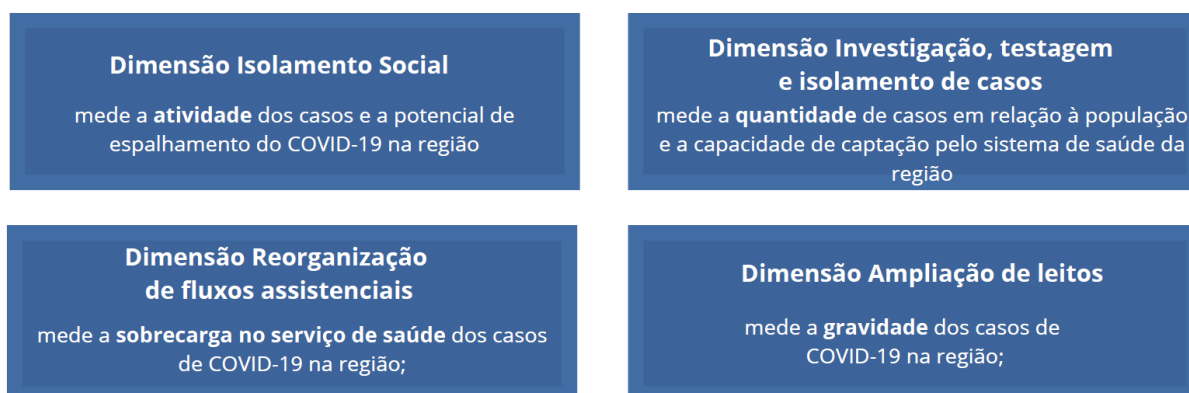 Dimensão Isolamento Social
mede a atividade dos casos e a potencial de
espalhamento do COVID-19 na região
Dimensão Investigação, testagem
e isolamento de casos
mede a quantidade de casos em relação à população
e a capacidade de captação pelo sistema de saúde da
região
Dimensão Reorganização
de fluxos assistenciais
mede a sobrecarga no serviço de saúde dos casos
de COVID-19 na região;
Dimensão Ampliação de leitos
mede a gravidade dos casos de
COVID-19 na região;